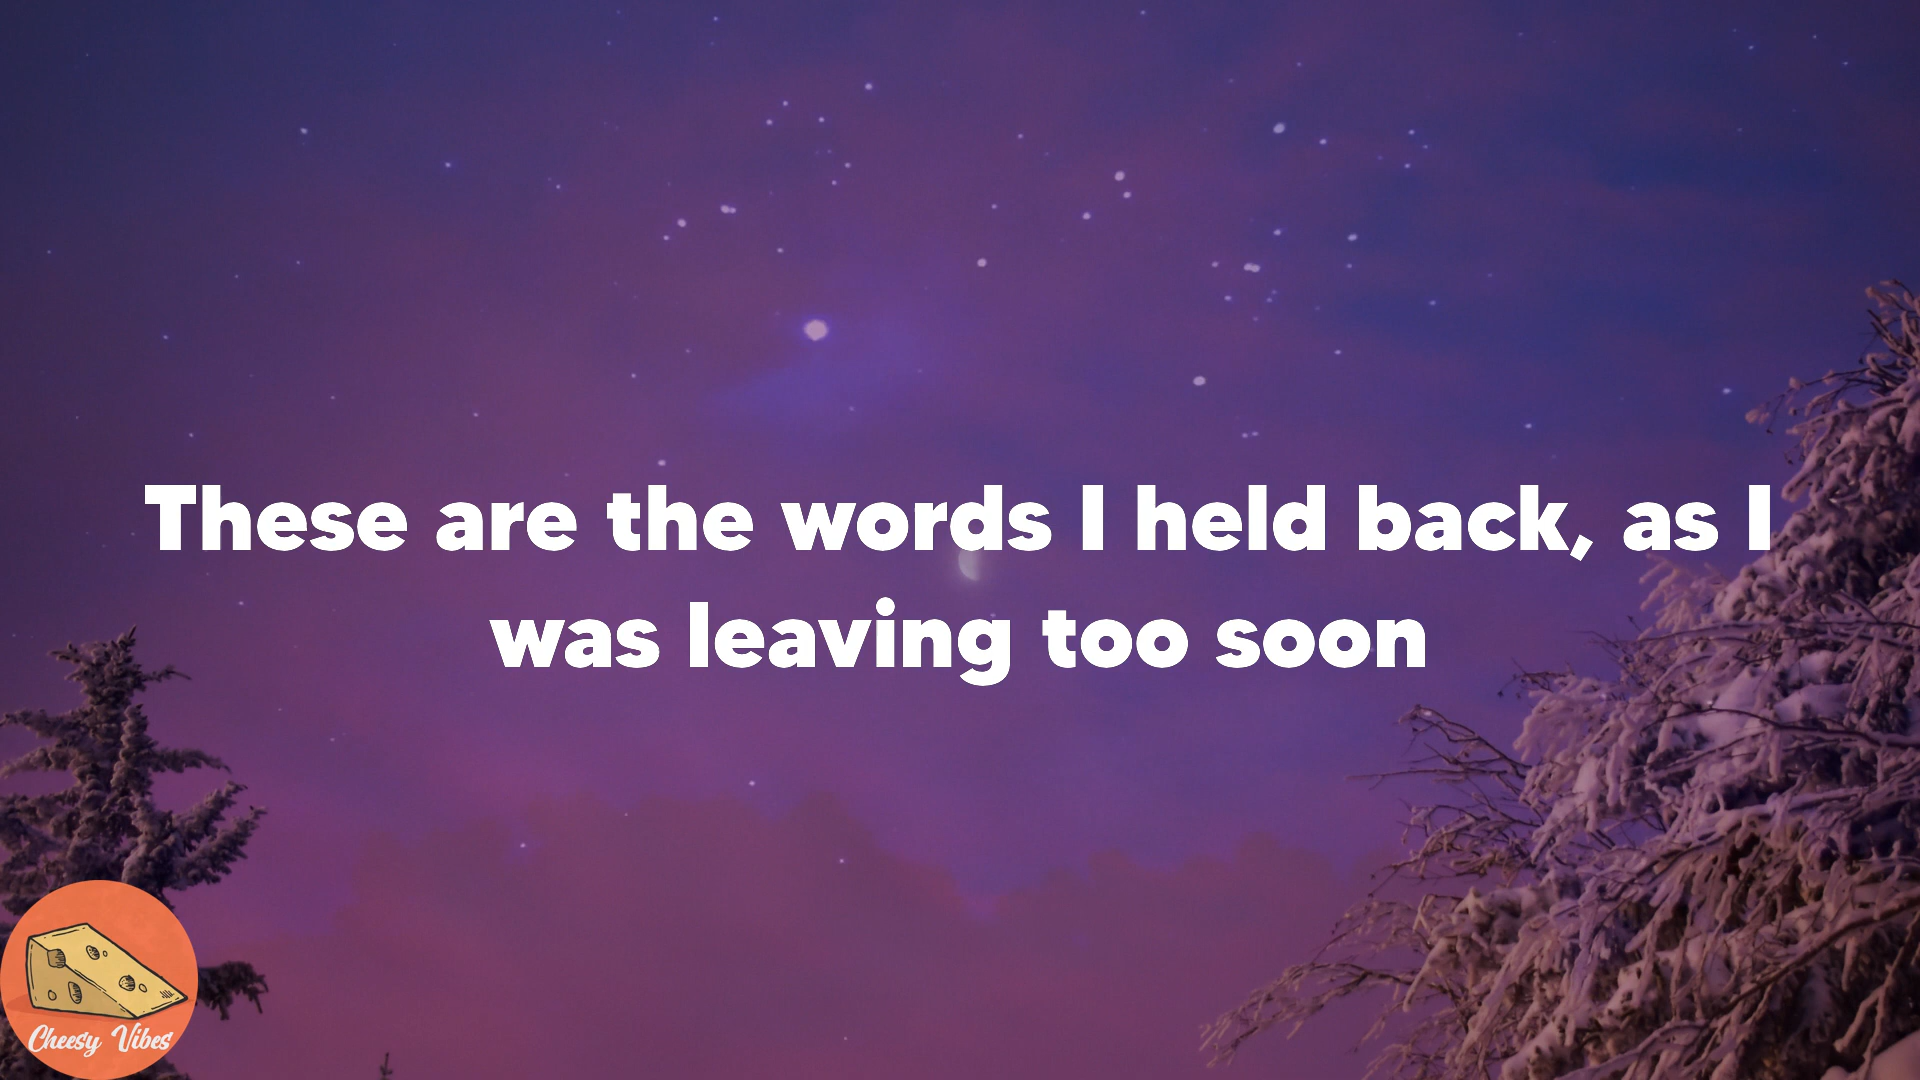 These are the words I held back, as I
was leaving too soon
Cheesy Vibes